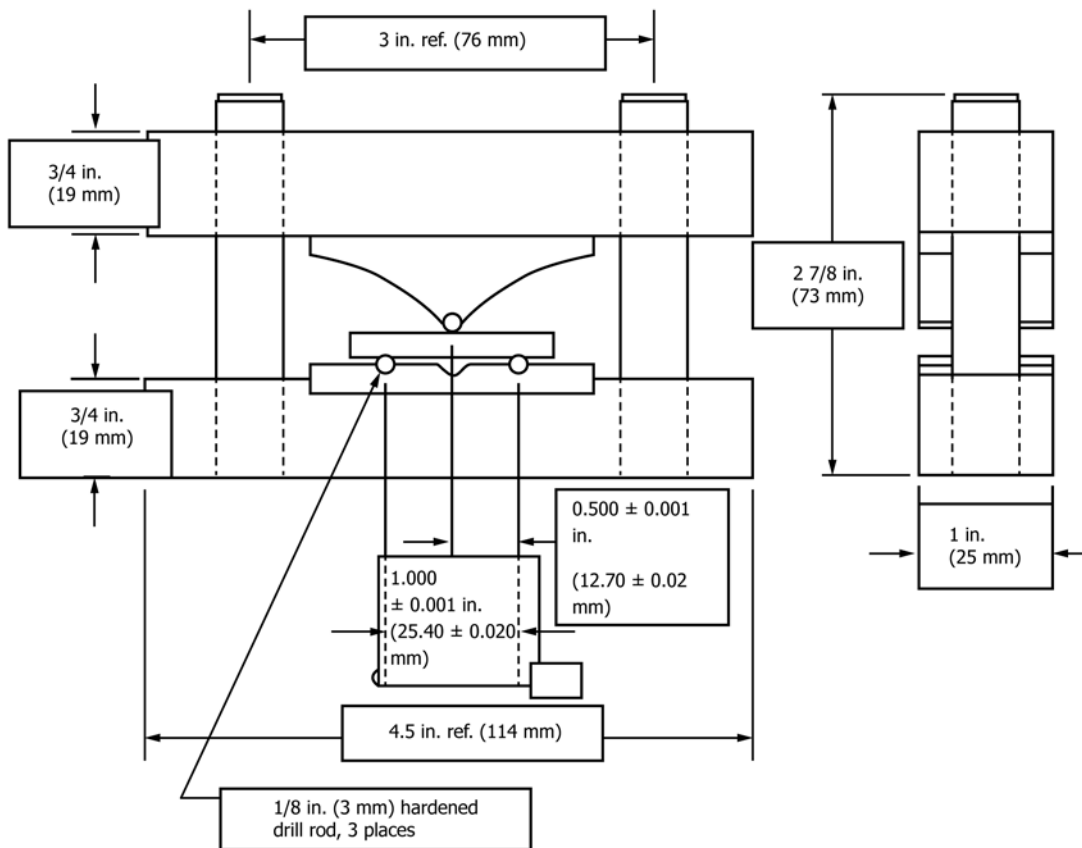 3 in. ref. (76 mm)
3/4 in.
(19 mm)
2 7/8 in.
(73 mm)
3/4 in.
(19 mm)
0.500 ± 0.001
in.
(12.70 ± 0.02
mm)
1 in.
(25 mm)
1.000
± 0.001 in.
(25.40 ± 0.020
mm)
4.5 in. ref. (114 mm)
1/8 in. (3 mm) hardened
drill rod, 3 places